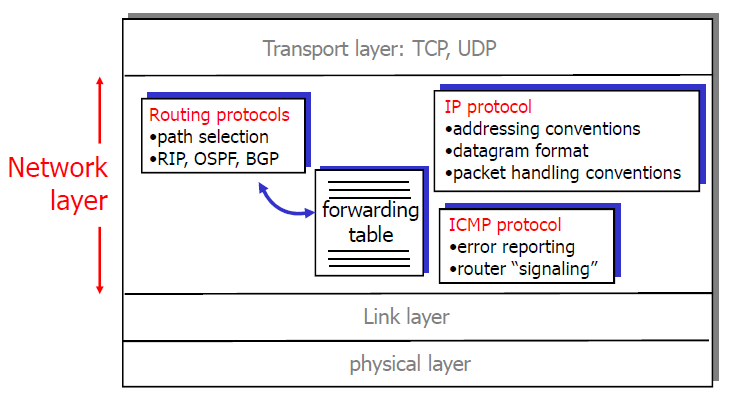 Transport layer: TCP, UDP
Network
layer
Routing protocols
•path selection
•RIP, OSPF, BGP
forwarding
table
IP protocol
•addressing conventions
•datagram format
•packet handling conventions
ICMP protocol
•error reporting
•router “signaling”
Link layer
physical layer